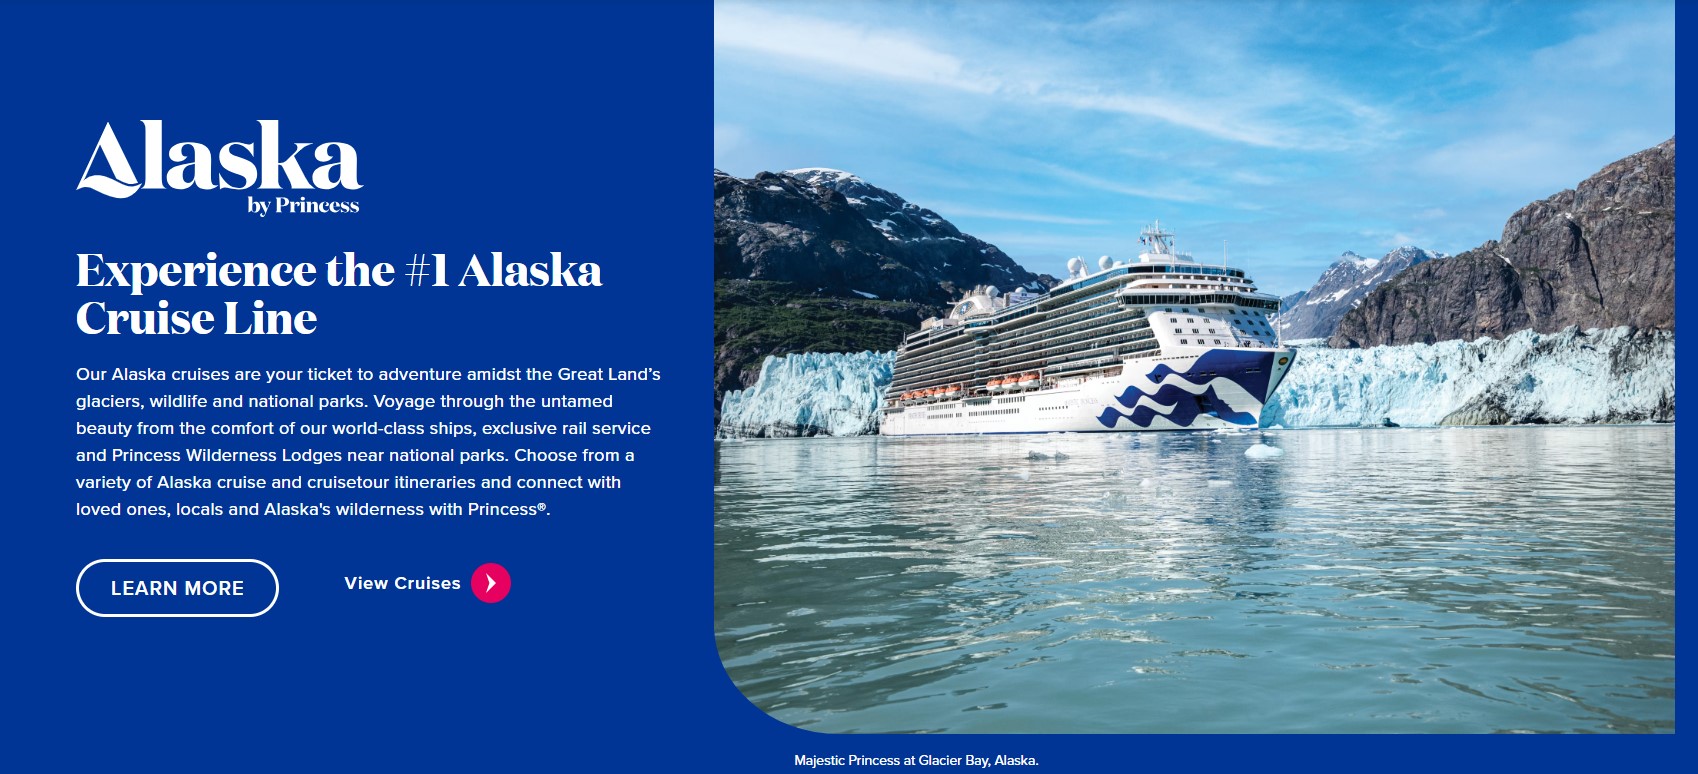 Alaska
by Princess
Experience the #1 Alaska
Cruise Line
Our Alaska cruises are your ticket to adventure amidst the Great Land’s
glaciers, wildlife and national parks. Voyage through the untamed
beauty from the comfort of our world-class ships, exclusive rail service
and Princess Wilderness Lodges near national parks. Choose from a
variety of Alaska cruise and cruisetour itineraries and connect with
loved ones, locals and Alaska's wilderness with Princess®.
LEARN MORE
View Cruises
Majestic Princess at Glacier Bay, Alaska.